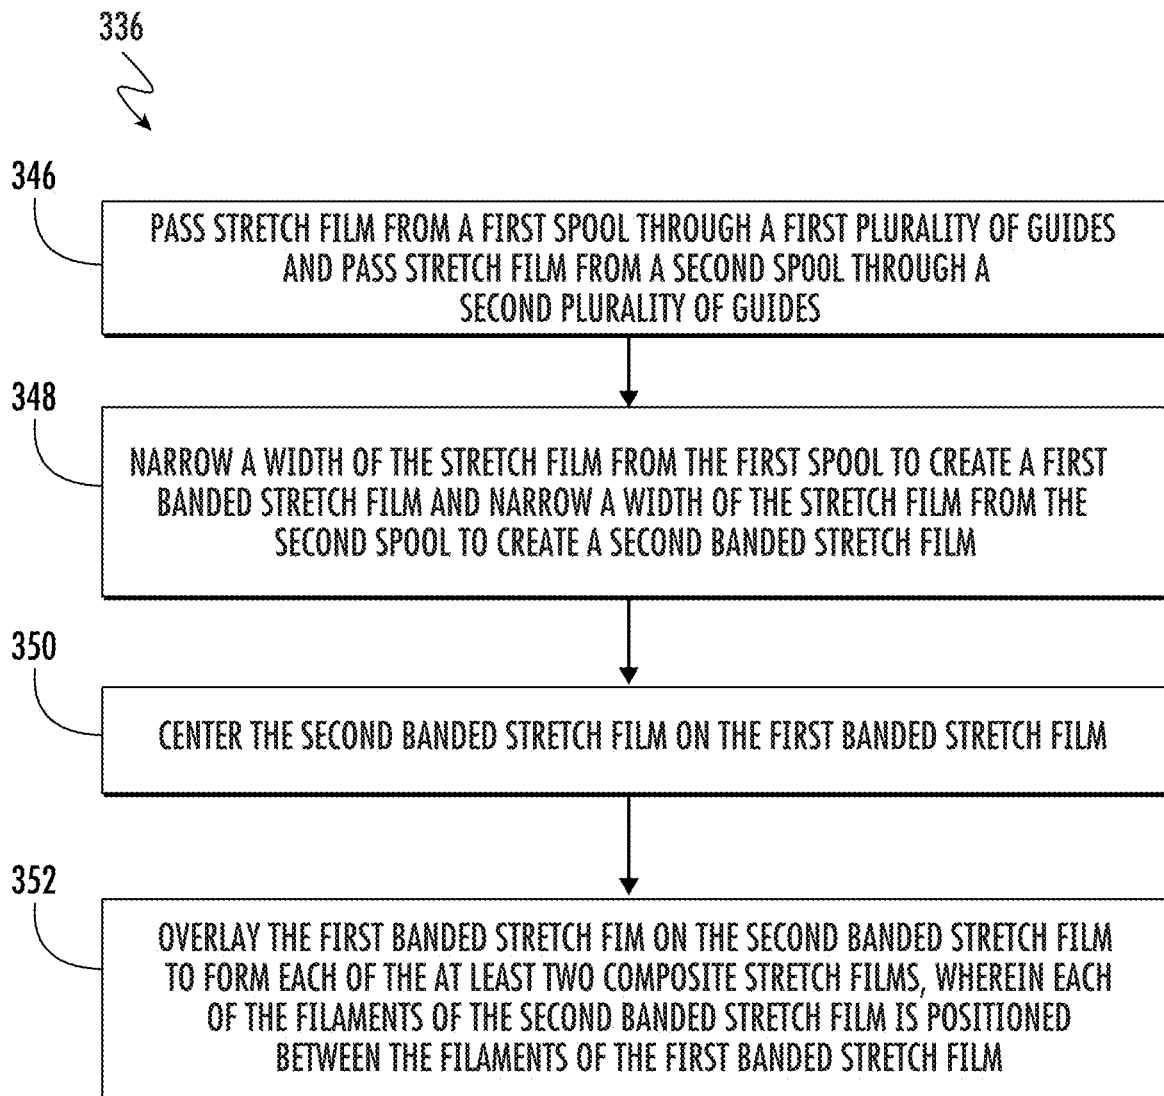 336
346
PASS STRETCH FILM FROM A FIRST SPOOL THROUGH A FIRST PLURALITY OF GUIDES
AND PASS STRETCH FILM FROM A SECOND SPOOL THROUGH A
SECOND PLURALITY OF GUIDES
348
NARROW A WIDTH OF THE STRETCH FILM FROM THE FIRST SPOOL TO CREATE A FIRST
BANDED STRETCH FILM AND NARROW A WIDTH OF THE STRETCH FILM FROM THE
SECOND SPOOL TO CREATE A SECOND BANDED STRETCH FILM
350
CENTER THE SECOND BANDED STRETCH FILM ON THE FIRST BANDED STRETCH FILM
352
OVERLAY THE FIRST BANDED STRETCH FIM ON THE SECOND BANDED STRETCH FILM
TO FORM EACH OF THE AT LEAST TWO COMPOSITE STRETCH FILMS, WHEREIN EACH
OF THE FILAMENTS OF THE SECOND BANDED STRETCH FILM IS POSITIONED
BETWEEN THE FILAMENTS OF THE FIRST BANDED STRETCH FILM